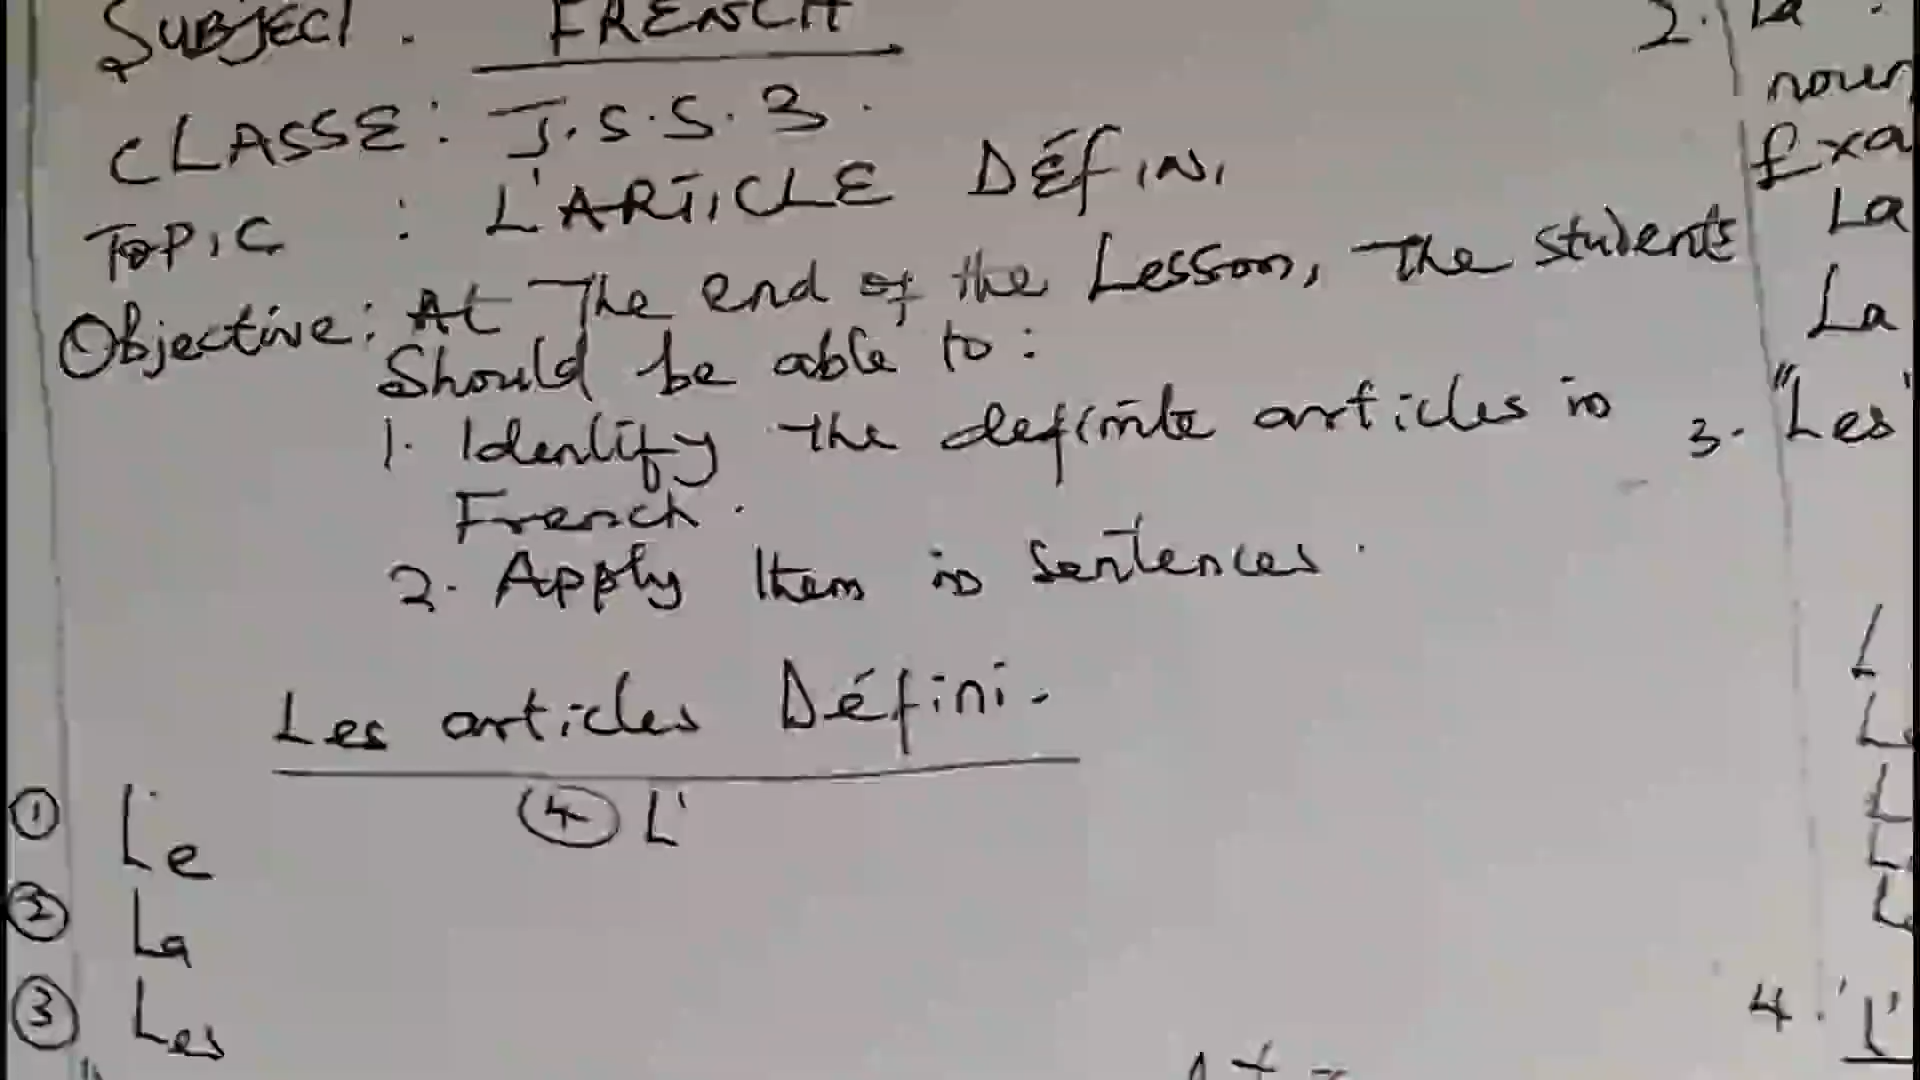 SUBJECT. FRENCH
CLASSE: J.S.S.3.
TOPIC : L'ARTICLE DÉFINI
Objective: At The end of the Lesson, The students
Should be able to:
1. Identify the definite articles in
French.
2. Apply them in Sentences.
Les articles Défini.
① Le
② La
③ Les
④ L'
2. La
Exa
La
La
3. "Les"
L
L
L
L
L
4. 'L'